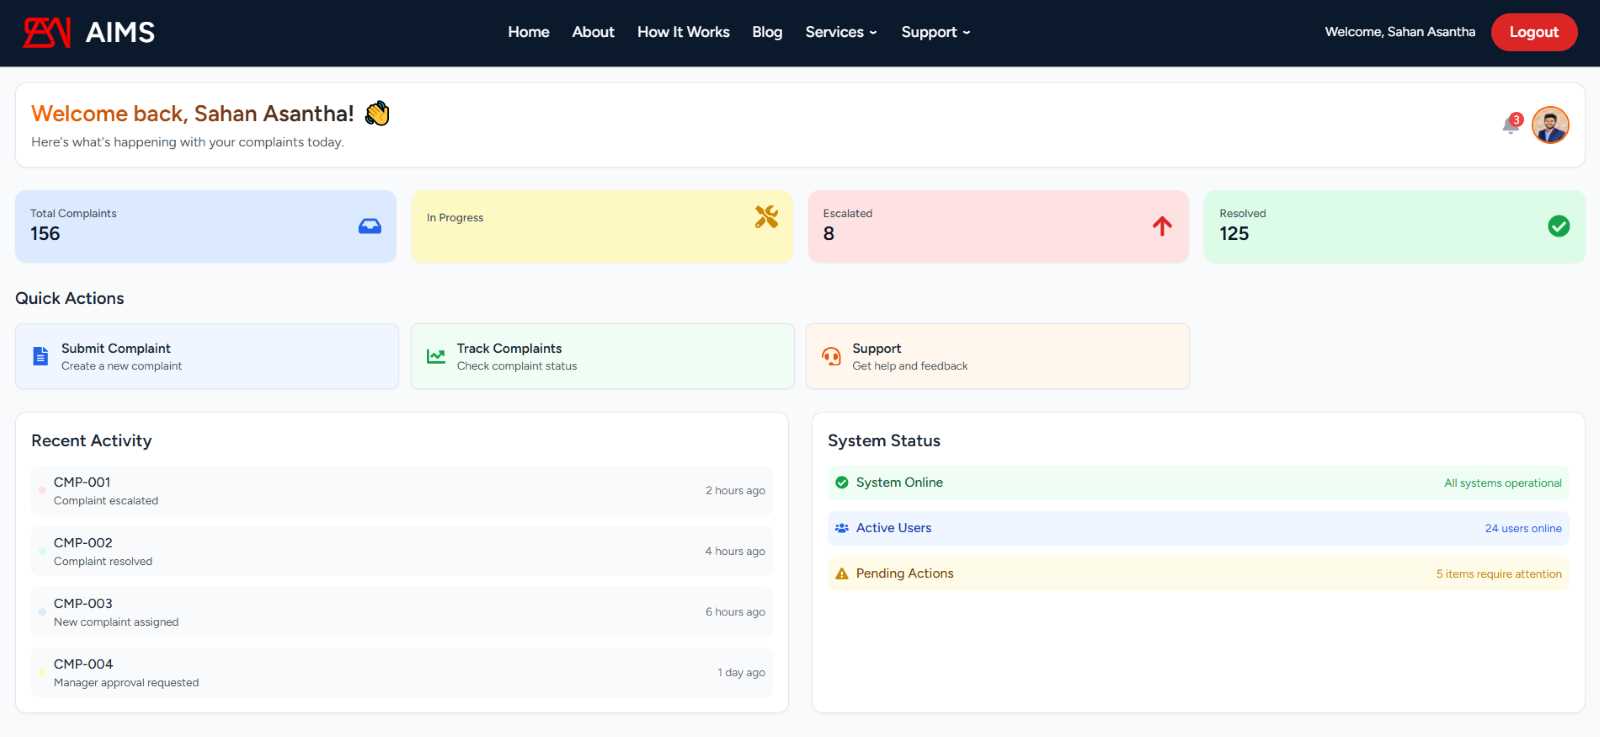 AIMS
Home About How It Works Blog Services Support
Welcome, Sahan Asantha
Logout
Welcome back, Sahan Asantha! 👋
Here's what's happening with your complaints today.
3
Total Complaints
156
In Progress
Escalated
8
Resolved
125
Quick Actions
Submit Complaint
Create a new complaint
Track Complaints
Check complaint status
Support
Get help and feedback
Recent Activity
CMP-001
Complaint escalated
2 hours ago
CMP-002
Complaint resolved
4 hours ago
CMP-003
New complaint assigned
6 hours ago
CMP-004
Manager approval requested
1 day ago
System Status
System Online
All systems operational
Active Users
24 users online
Pending Actions
5 items require attention